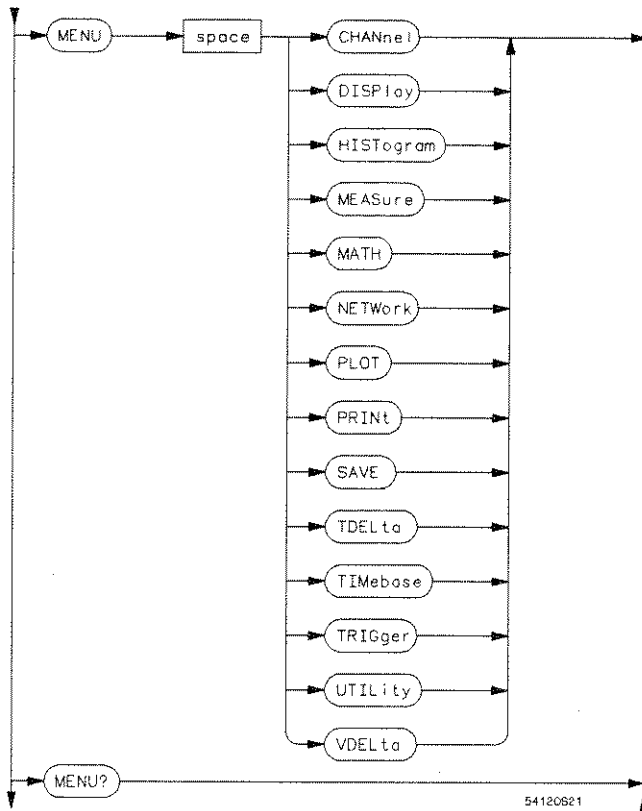 MENU space CHANnel
DISPlay
HISTogram
MEASure
MATH
NETWork
PLOT
PRINt
SAVE
TDELta
TIMebase
TRIGger
UTILity
VDELta
MENU?
54120S21